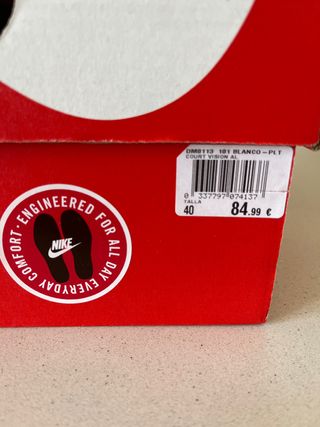 DM8113 101 BLANCO-PLT
COURT VISION AL
0 337797 074137
TALLA
40 84.99 €
ENGINEERED FOR ALL DAY EVERYDAY COMFORT·
NIKE